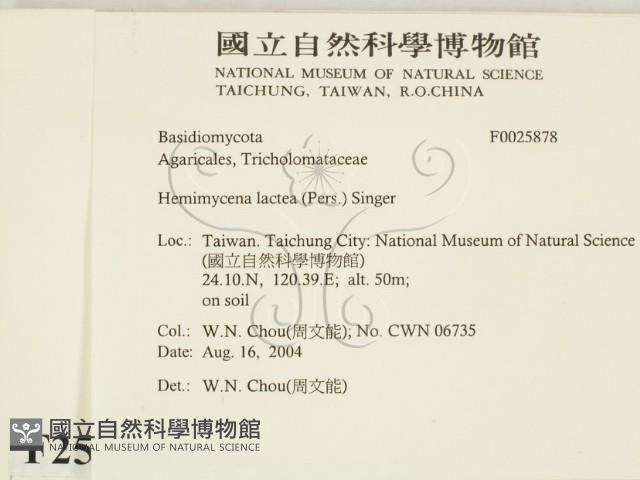 國立自然科學博物館
NATIONAL MUSEUM OF NATURAL SCIENCE
TAICHUNG, TAIWAN, R.O.CHINA
Basidiomycota F0025878
Agaricales, Tricholomataceae
Hemimycena lactea (Pers.) Singer
Loc.: Taiwan. Taichung City: National Museum of Natural Science
(國立自然科學博物館)
24.10.N, 120.39.E; alt. 50m;
on soil
Col.: W.N. Chou(周文能); No. CWN 06735
Date: Aug. 16, 2004
Det.: W.N. Chou(周文能)
國立自然科學博物館
NATIONAL MUSEUM OF NATURAL SCIENCE
F25